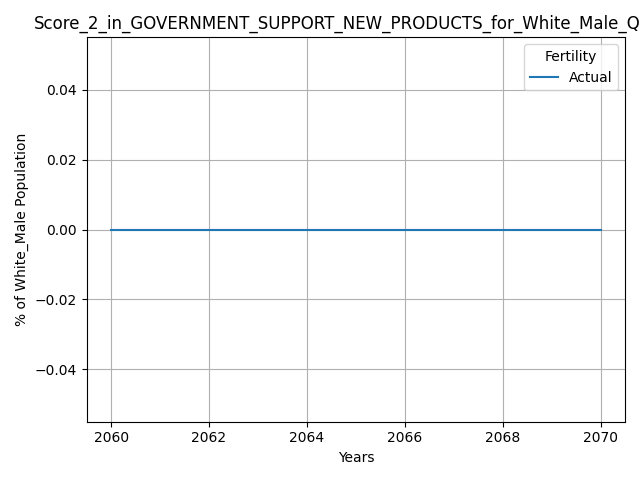 Score_2_in_GOVERNMENT_SUPPORT_NEW_PRODUCTS_for_White_Male_Q
Fertility
Actual
% of White_Male Population
0.04
0.02
0.00
−0.02
−0.04
2060 2062 2064 2066 2068 2070
Years